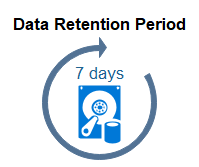 Data Retention Period
7 days